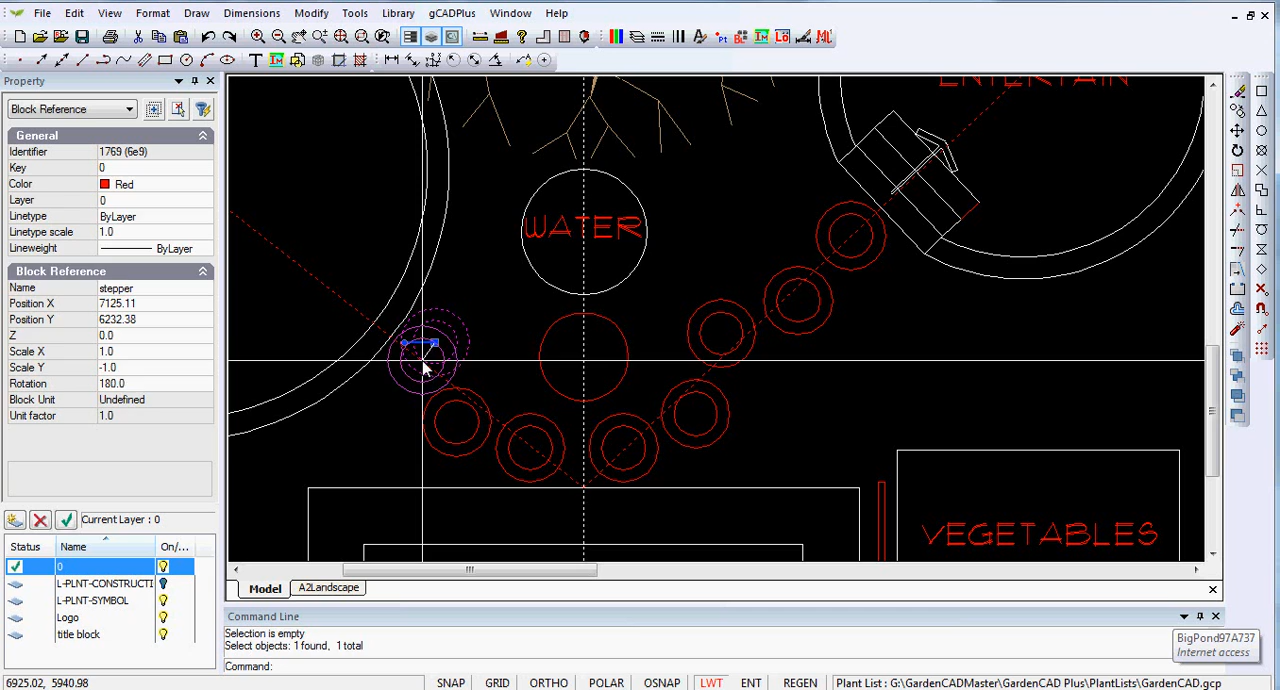 File Edit View Format Draw Dimensions Modify Tools Library gCADPlus Window Help
Property
Block Reference
General
Identifier 1769 (6e9)
Key 0
Color Red
Layer 0
Linetype ByLayer
Linetype scale 1.0
Lineweight ByLayer
Block Reference
Name stepper
Position X 7125.11
Position Y 6232.38
Z 0.0
Scale X 1.0
Scale Y -1.0
Rotation 180.0
Block Unit Undefined
Unit factor 1.0
Current Layer : 0
Status Name On/...
0
L-PLNT-CONSTRUCTI
L-PLNT-SYMBOL
Logo
title block
ENTERTAIN
WATER
VEGETABLES
Model A2Landscape
Command Line
Selection is empty
Select objects: 1 found, 1 total
Command:
BigPond97A737
Internet access
6925.02, 5940.98 SNAP GRID ORTHO POLAR OSNAP LWT ENT REGEN Plant List : G:\GardenCADMaster\GardenCAD Plus\PlantLists\GardenCAD.gcp